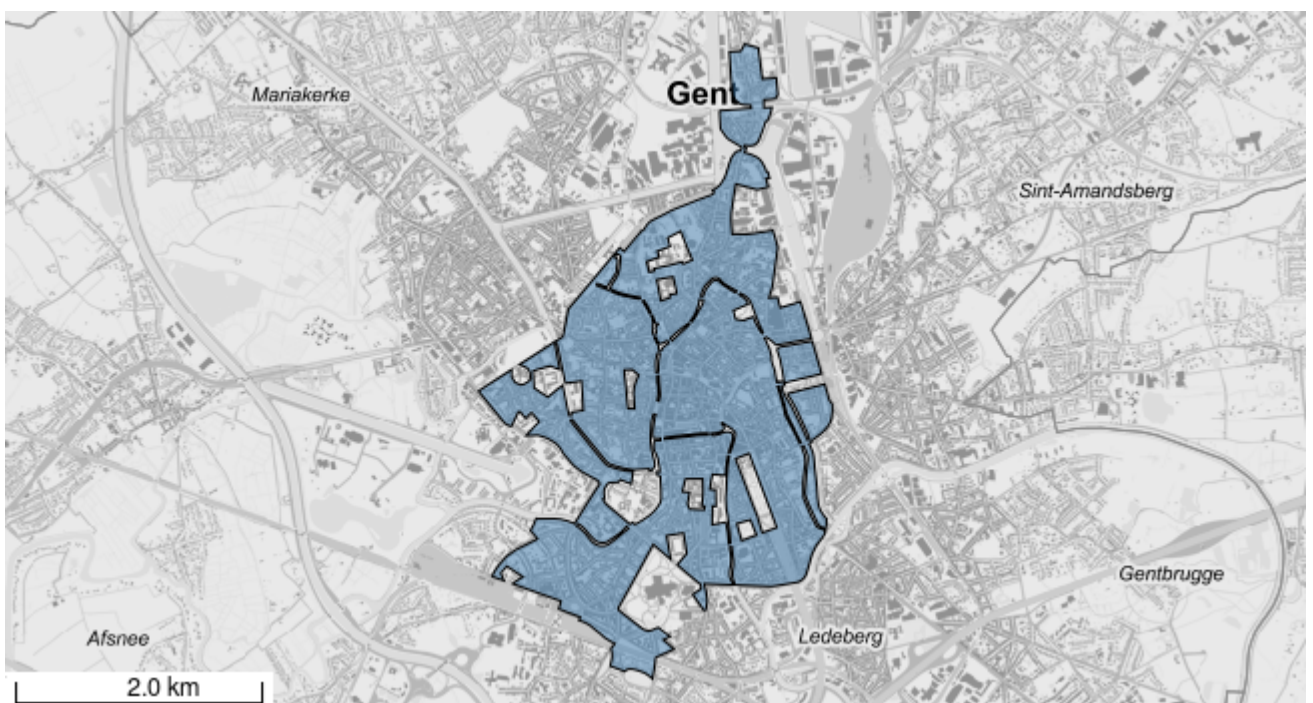 Gent
Mariakerke
Sint-Amandsberg
Gentbrugge
Afsnee
Ledeberg
2.0 km